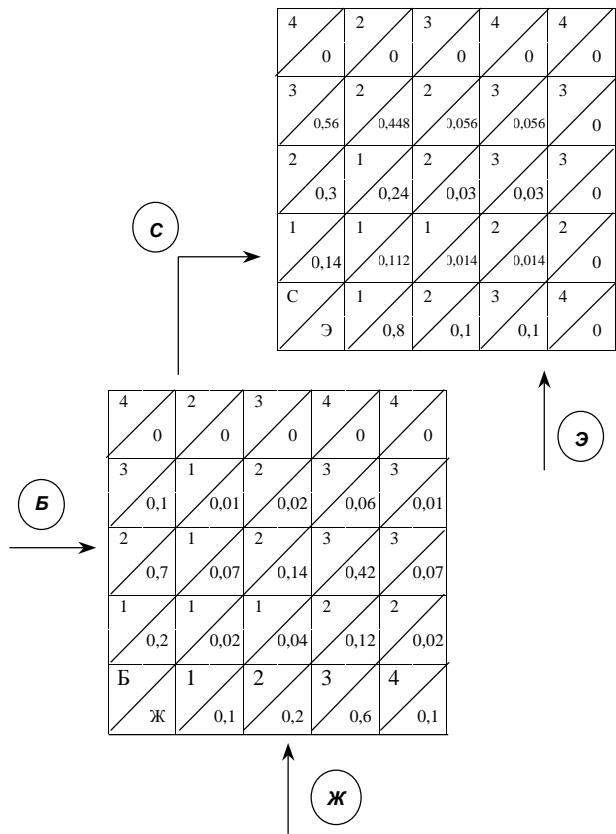 4 2 3 4 4
0 0 0 0 0
3 2 2 3 3
0,56 0,448 0,056 0,056 0
2 1 2 3 3
0,3 0,24 0,03 0,03 0
С
1 1 1 2 2
0,14 0,112 0,014 0,014 0
С 1 2 3 4
Э 0,8 0,1 0,1 0
4 2 3 4 4
0 0 0 0 0
Э
3 1 2 3 3
0,1 0,01 0,02 0,06 0,01
Б
2 1 2 3 3
0,7 0,07 0,14 0,42 0,07
1 1 1 2 2
0,2 0,02 0,04 0,12 0,02
Б 1 2 3 4
Ж 0,1 0,2 0,6 0,1
Ж